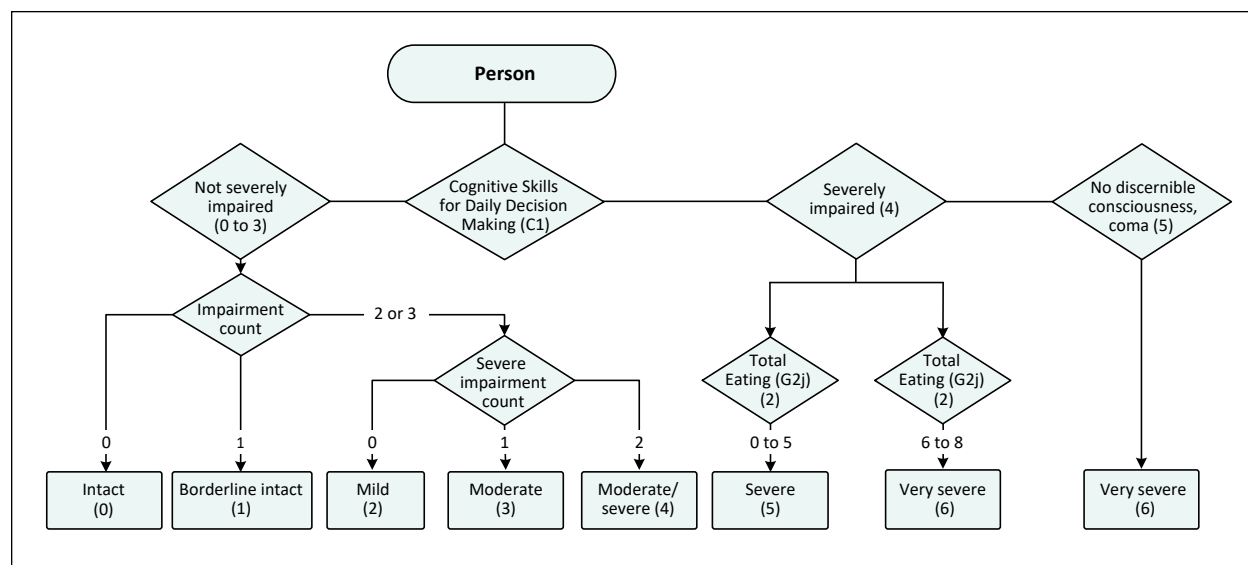 Person
Not severely
impaired
(0 to 3)
Cognitive Skills
for Daily Decision
Making (C1)
Severely
impaired (4)
No discernible
consciousness,
coma (5)
Impairment
count
2 or 3
Severe
impairment
count
Total
Eating (G2j)
(2)
Total
Eating (G2j)
(2)
0
1
0
1
2
0 to 5
6 to 8
Intact
(0)
Borderline intact
(1)
Mild
(2)
Moderate
(3)
Moderate/
severe (4)
Severe
(5)
Very severe
(6)
Very severe
(6)